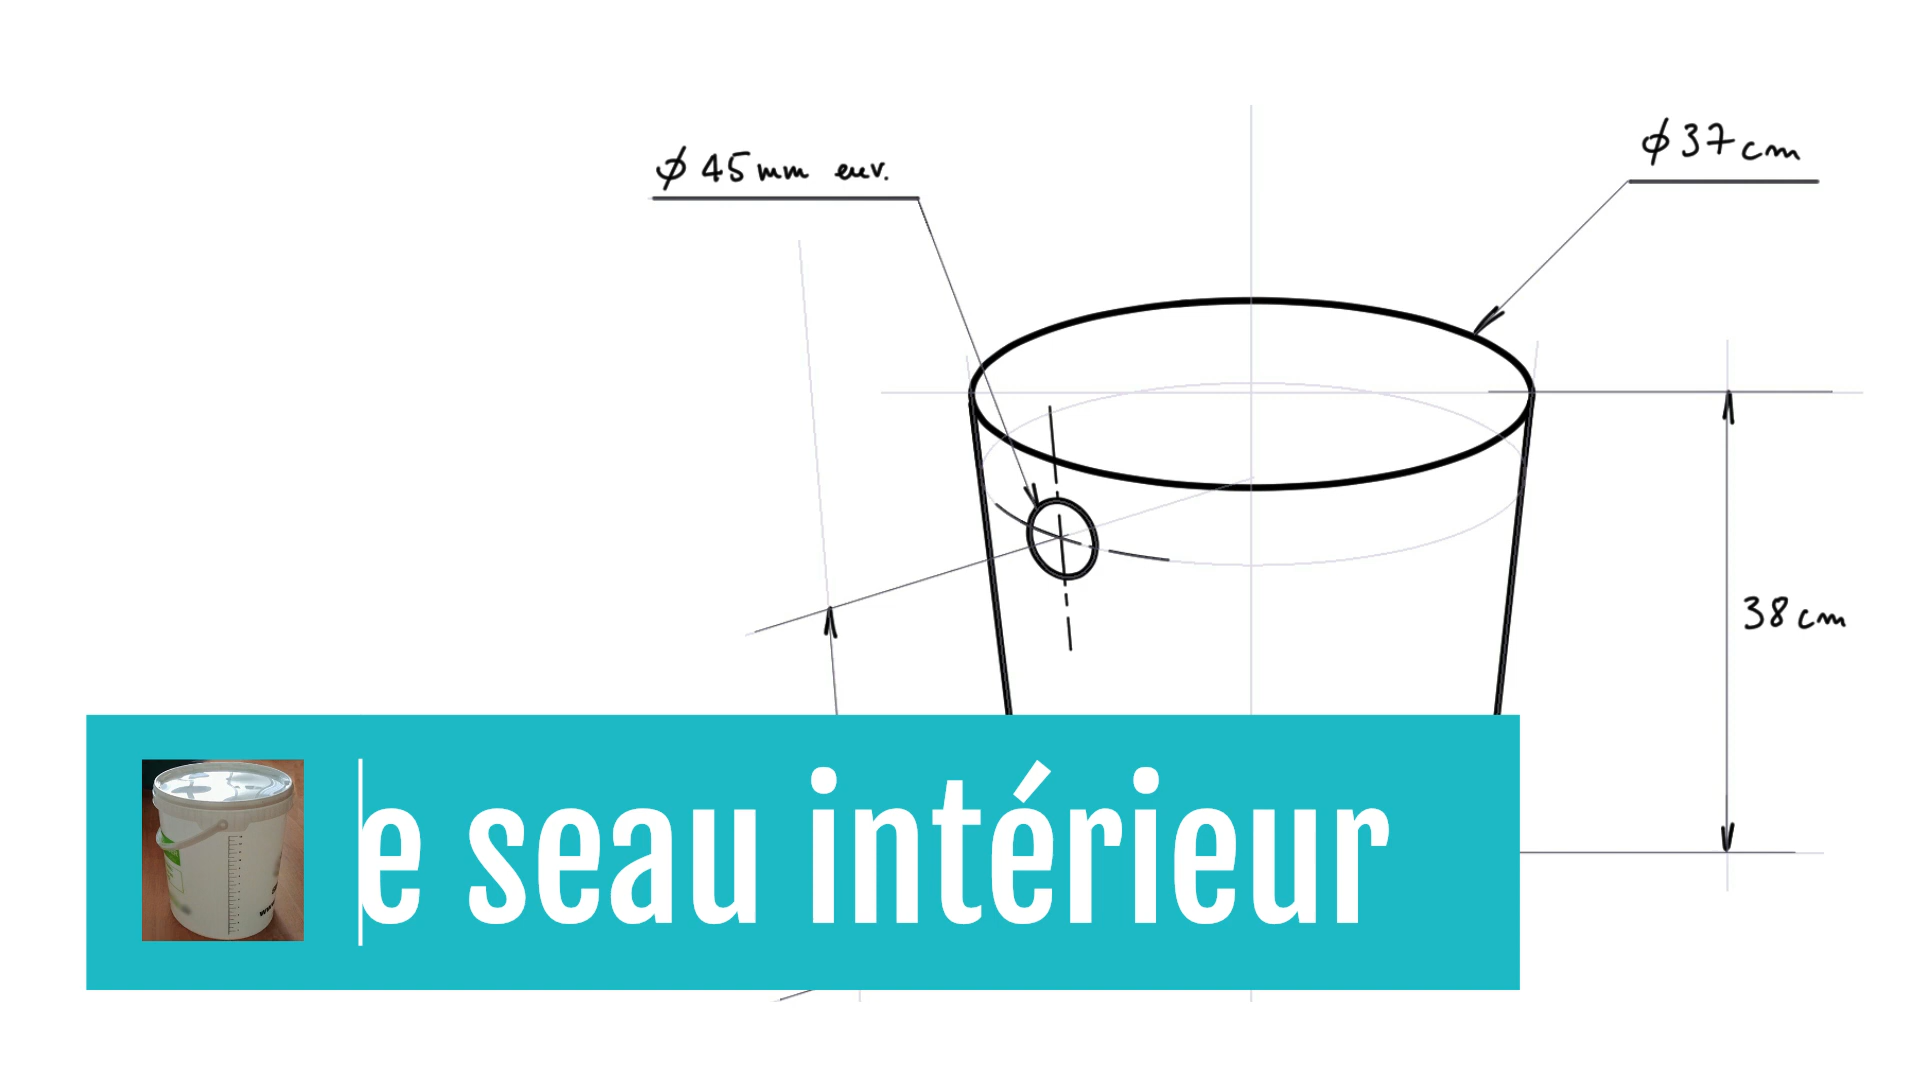 ϕ 45 mm env.
ϕ 37 cm
38 cm
e seau intérieur